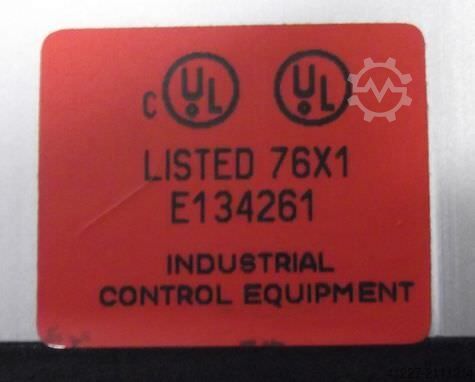 C UL UL
LISTED 76X1
E134261
INDUSTRIAL
CONTROL EQUIPMENT